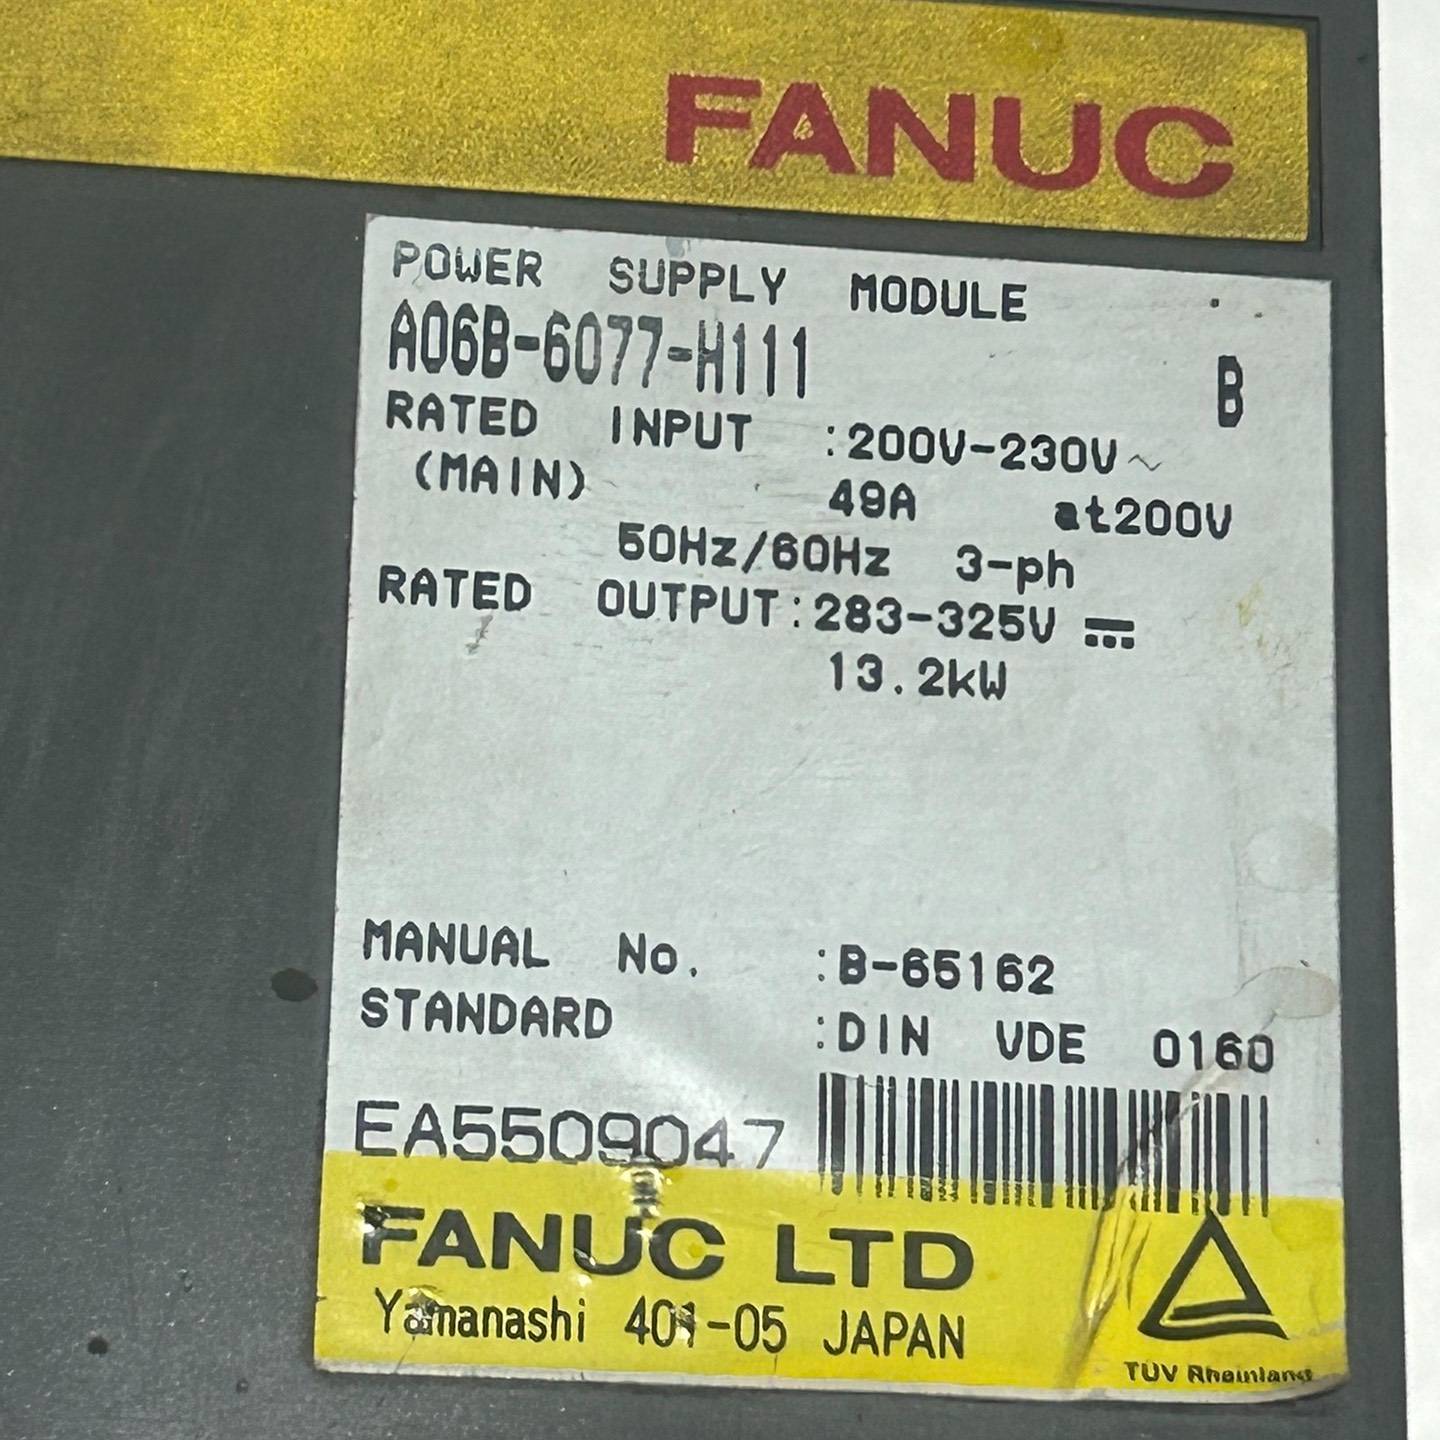 FANUC
POWER SUPPLY MODULE
A06B-6077-H111 B
RATED INPUT :200V-230V~
(MAIN) 49A at200V
50Hz/60Hz 3-ph
RATED OUTPUT:283-325V ⎓
13.2kW
MANUAL No. :B-65162
STANDARD :DIN VDE 0160
EA5509047
FANUC LTD
Yamanashi 401-05 JAPAN
TÜV Rheinland